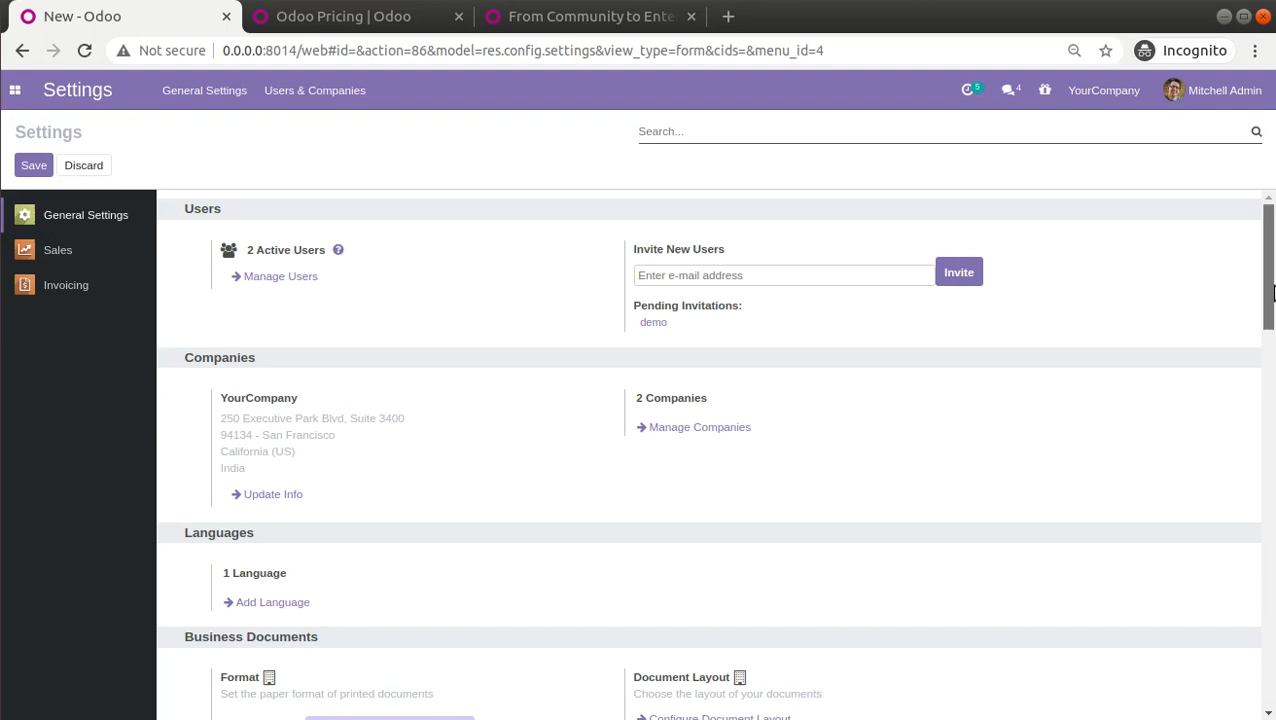 New - Odoo
Odoo Pricing | Odoo
From Community to Ente
Not secure
0.0.0.0:8014/web#id=&action=86&model=res.config.settings&view_type=form&cids=&menu_id=4
Incognito
Settings
General Settings
Users & Companies
5
4
YourCompany
Mitchell Admin
Settings
Search...
Save
Discard
General Settings
Sales
Invoicing
Users
2 Active Users ?
Manage Users
Invite New Users
Enter e-mail address
Invite
Pending Invitations:
demo
Companies
YourCompany
250 Executive Park Blvd, Suite 3400
94134 - San Francisco
California (US)
India
Update Info
2 Companies
Manage Companies
Languages
1 Language
Add Language
Business Documents
Format
Set the paper format of printed documents
Document Layout
Choose the layout of your documents
Configure Document Layout